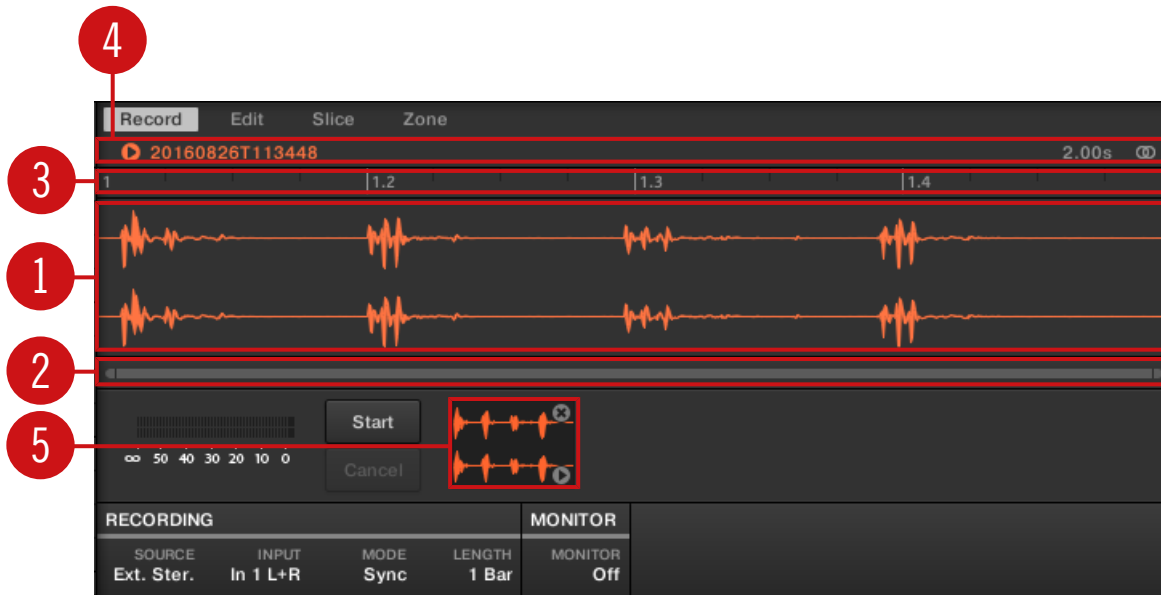 4
Record Edit Slice Zone
20160826T113448 2.00s
3
1 1.2 1.3 1.4
1
2
5
Start
∞ 50 40 30 20 10 0
Cancel
RECORDING MONITOR
SOURCE INPUT MODE LENGTH MONITOR
Ext. Ster. In 1 L+R Sync 1 Bar Off